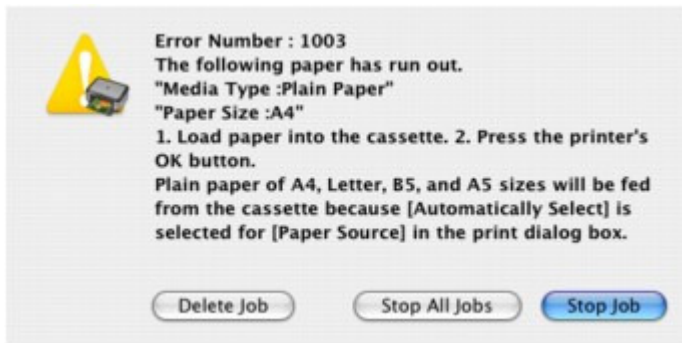 Error Number : 1003
The following paper has run out.
"Media Type :Plain Paper"
"Paper Size :A4"
1. Load paper into the cassette. 2. Press the printer's
OK button.
Plain paper of A4, Letter, B5, and A5 sizes will be fed
from the cassette because [Automatically Select] is
selected for [Paper Source] in the print dialog box.
Delete Job
Stop All Jobs
Stop Job